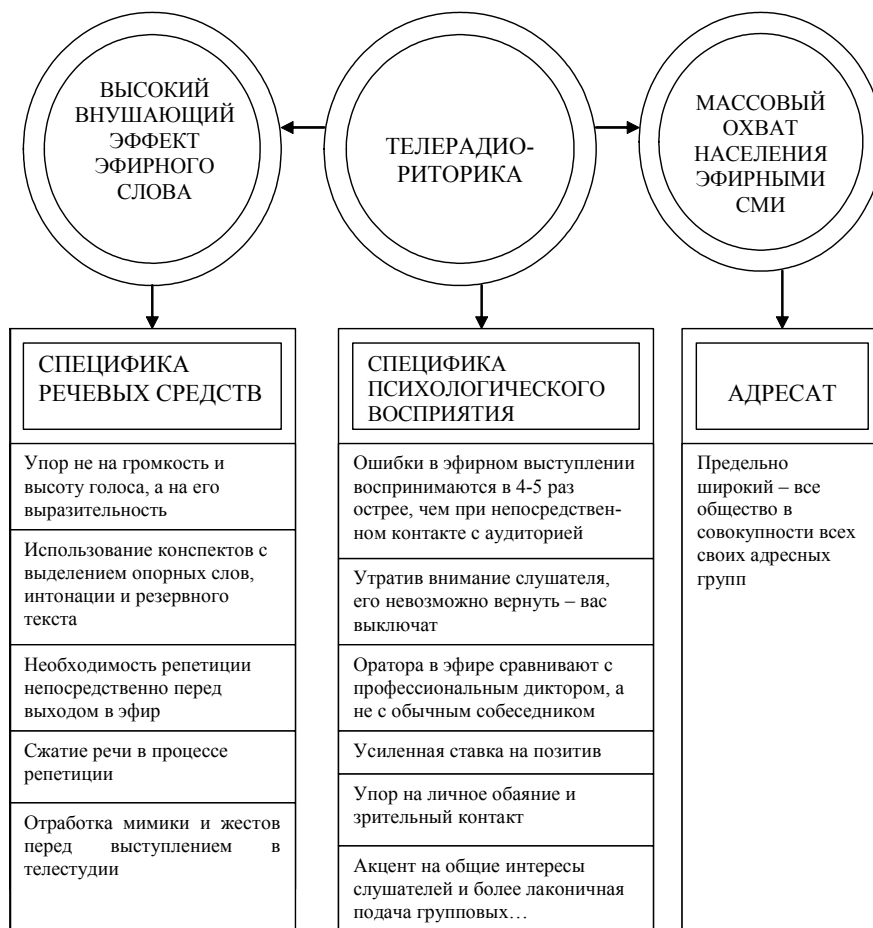 ВЫСОКИЙ
ВНУШАЮЩИЙ
ЭФФЕКТ
ЭФИРНОГО
СЛОВА
ТЕЛЕРАДИО-
РИТОРИКА
МАССОВЫЙ
ОХВАТ
НАСЕЛЕНИЯ
ЭФИРНЫМИ
СМИ
СПЕЦИФИКА
РЕЧЕВЫХ СРЕДСТВ
Упор не на громкость и
высоту голоса, а на его
выразительность
Использование конспектов с
выделением опорных слов,
интонации и резервного
текста
Необходимость репетиции
непосредственно перед
выходом в эфир
Сжатие речи в процессе
репетиции
Отработка мимики и жестов
перед выступлением в
телестудии
СПЕЦИФИКА
ПСИХОЛОГИЧЕСКОГО
ВОСПРИЯТИЯ
Ошибки в эфирном выступлении
воспринимаются в 4-5 раз
острее, чем при непосредствен-
ном контакте с аудиторией
Утратив внимание слушателя,
его невозможно вернуть – вас
выключат
Оратора в эфире сравнивают с
профессиональным диктором, а
не с обычным собеседником
Усиленная ставка на позитив
Упор на личное обаяние и
зрительный контакт
Акцент на общие интересы
слушателей и более лаконичная
подача групповых…
АДРЕСАТ
Предельно
широкий – все
общество в
совокупности всех
своих адресных
групп